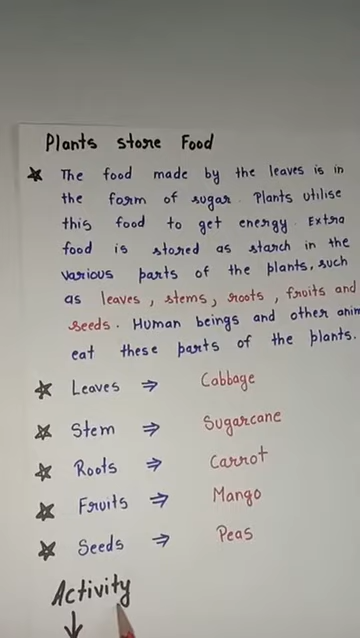 Plants store Food
The food made by the leaves is in
the form of sugar. Plants utilise
this food to get energy. Extra
food is stored as starch in the
various parts of the plants, such
as leaves, stems, roots, fruits and
seeds. Human beings and other anim
eat these parts of the plants.
Leaves ⇒ Cabbage
Stem ⇒ Sugarcane
Roots ⇒ Carrot
Fruits ⇒ Mango
Seeds ⇒ Peas
Activity